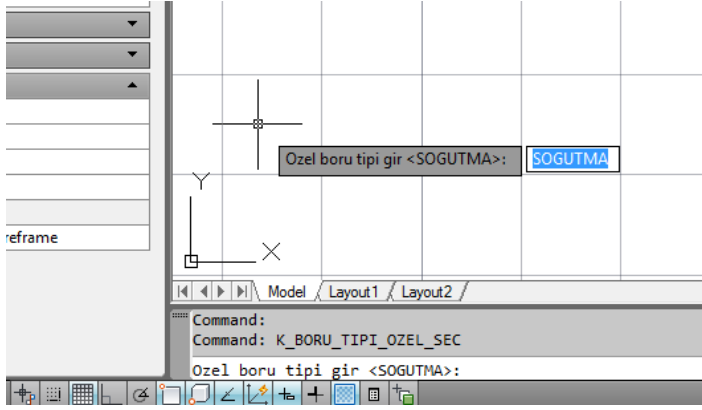 Ozel boru tipi gir <SOGUTMA>: SOGUTMA
Y
X
reframe
Model Layout1 Layout2
Command:
Command: K_BORU_TIPI_OZEL_SEC
Ozel boru tipi gir <SOGUTMA>: